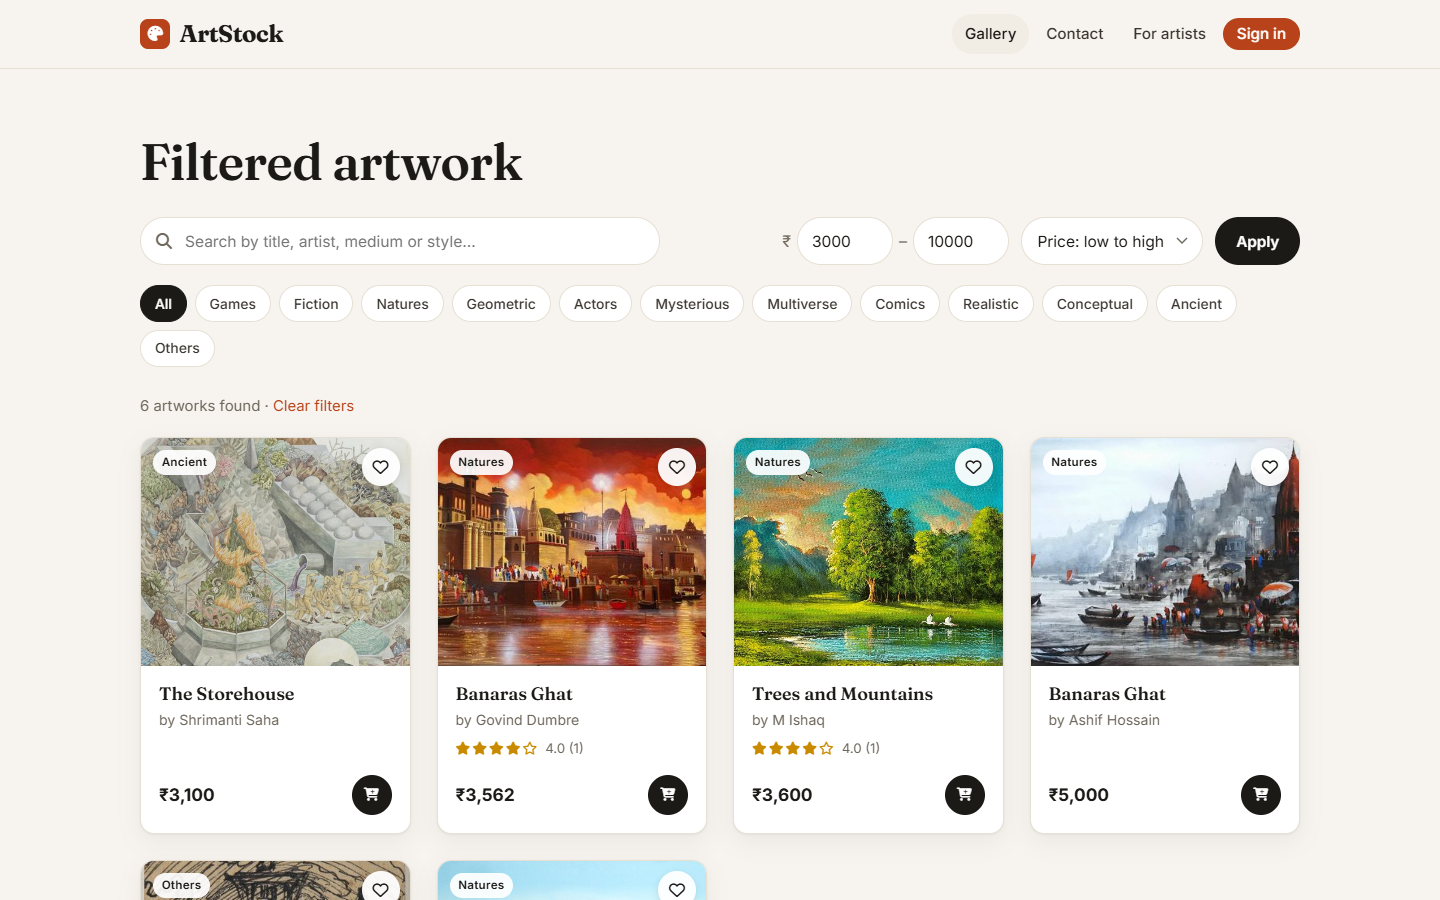 ArtStock
Gallery
Contact
For artists
Sign in
Filtered artwork
Search by title, artist, medium or style...
₹ 3000 – 10000
Price: low to high
Apply
All
Games
Fiction
Natures
Geometric
Actors
Mysterious
Multiverse
Comics
Realistic
Conceptual
Ancient
Others
6 artworks found · Clear filters
Ancient
The Storehouse
by Shrimanti Saha
₹3,100
Natures
Banaras Ghat
by Govind Dumbre
4.0 (1)
₹3,562
Natures
Trees and Mountains
by M Ishaq
4.0 (1)
₹3,600
Natures
Banaras Ghat
by Ashif Hossain
₹5,000
Others
Natures